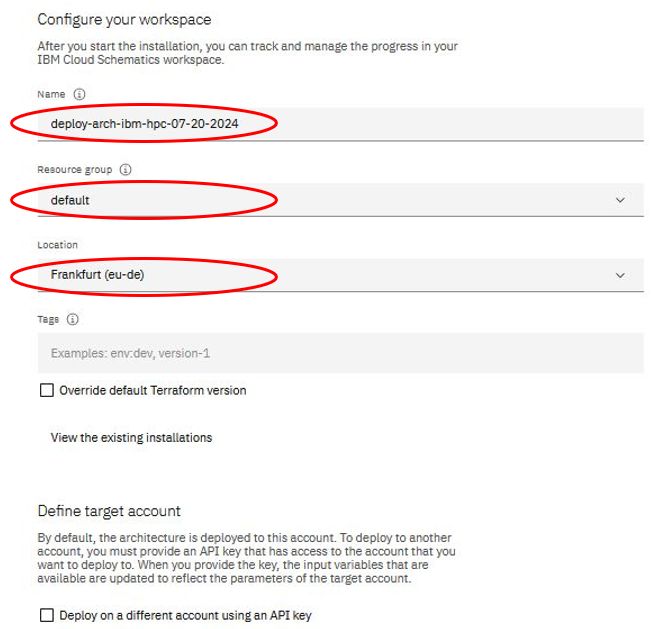 Configure your workspace
After you start the installation, you can track and manage the progress in your
IBM Cloud Schematics workspace.
Name
deploy-arch-ibm-hpc-07-20-2024
Resource group
default
Location
Frankfurt (eu-de)
Tags
Examples: env:dev, version-1
Override default Terraform version
View the existing installations
Define target account
By default, the architecture is deployed to this account. To deploy to another
account, you must provide an API key that has access to the account that you
want to deploy to. When you provide the key, the input variables that are
available are updated to reflect the parameters of the target account.
Deploy on a different account using an API key